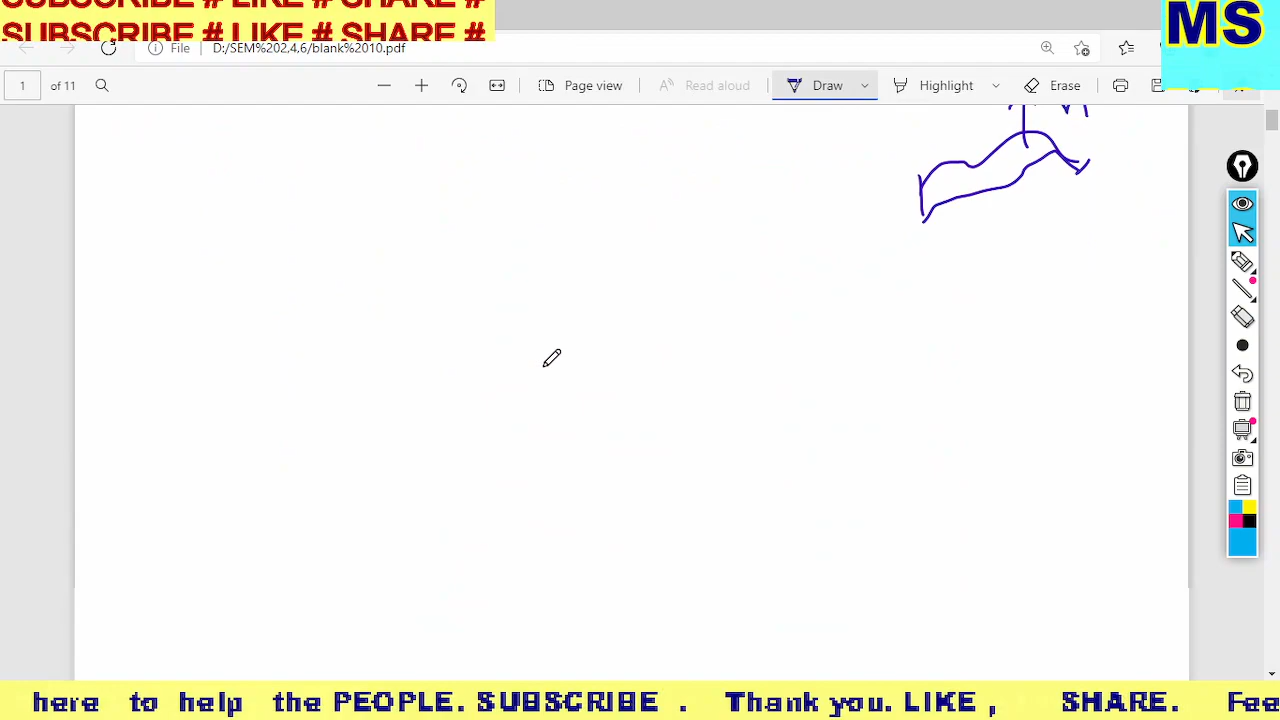 SUBSCRIBE # LIKE # SHARE #
SUBSCRIBE # LIKE # SHARE #
MS
File D:/SEM%202,4.6/blank%2010.pdf
1 of 11 Page view Read aloud Draw Highlight Erase
here to help the PEOPLE. SUBSCRIBE . Thank you. LIKE , SHARE. Fee